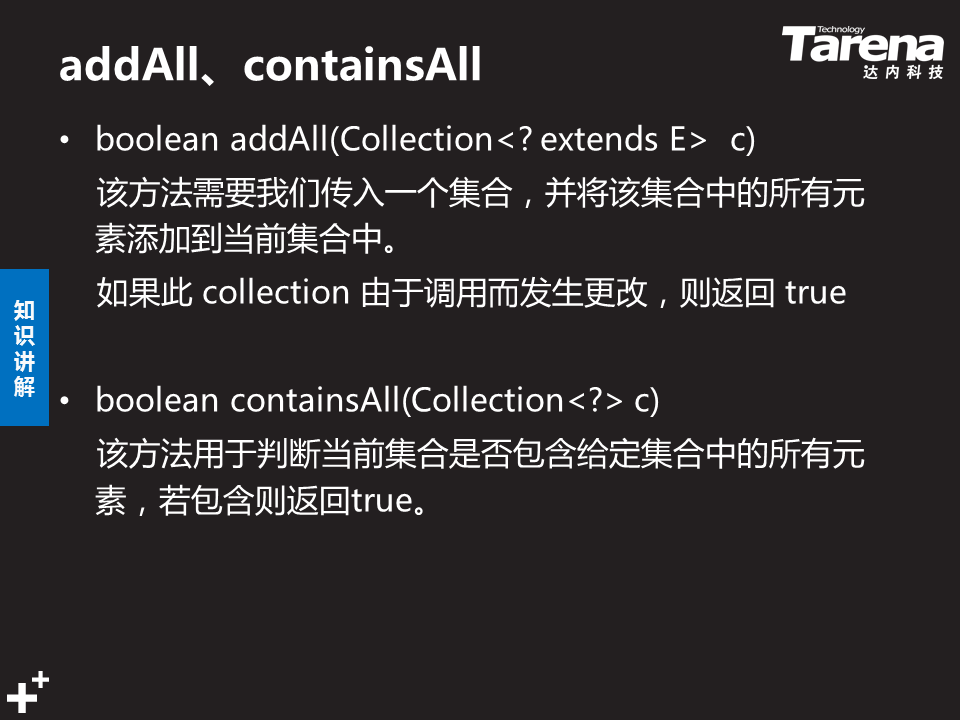 addAll、containsAll
Technology
Tarena
达内科技
• boolean addAll(Collection<? extends E> c)
该方法需要我们传入一个集合，并将该集合中的所有元
素添加到当前集合中。
如果此 collection 由于调用而发生更改，则返回 true
知
识
讲
解
• boolean containsAll(Collection<?> c)
该方法用于判断当前集合是否包含给定集合中的所有元
素，若包含则返回true。